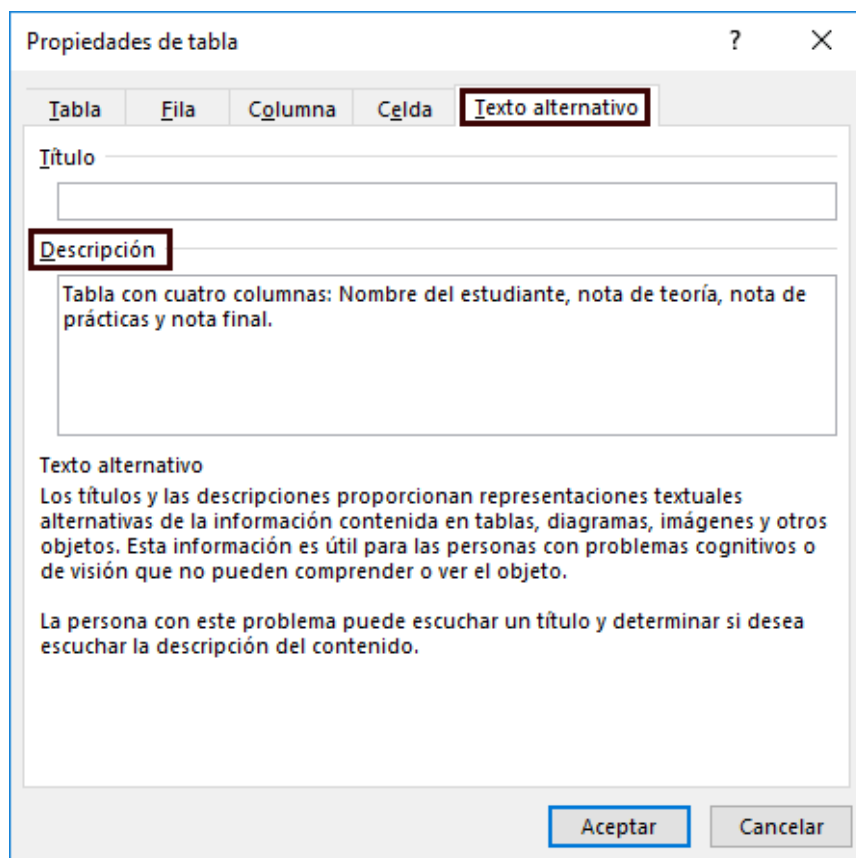 Propiedades de tabla ?
Tabla Fila Columna Celda Texto alternativo
Título
Descripción
Tabla con cuatro columnas: Nombre del estudiante, nota de teoría, nota de
prácticas y nota final.
Texto alternativo
Los títulos y las descripciones proporcionan representaciones textuales
alternativas de la información contenida en tablas, diagramas, imágenes y otros
objetos. Esta información es útil para las personas con problemas cognitivos o
de visión que no pueden comprender o ver el objeto.
La persona con este problema puede escuchar un título y determinar si desea
escuchar la descripción del contenido.
Aceptar Cancelar